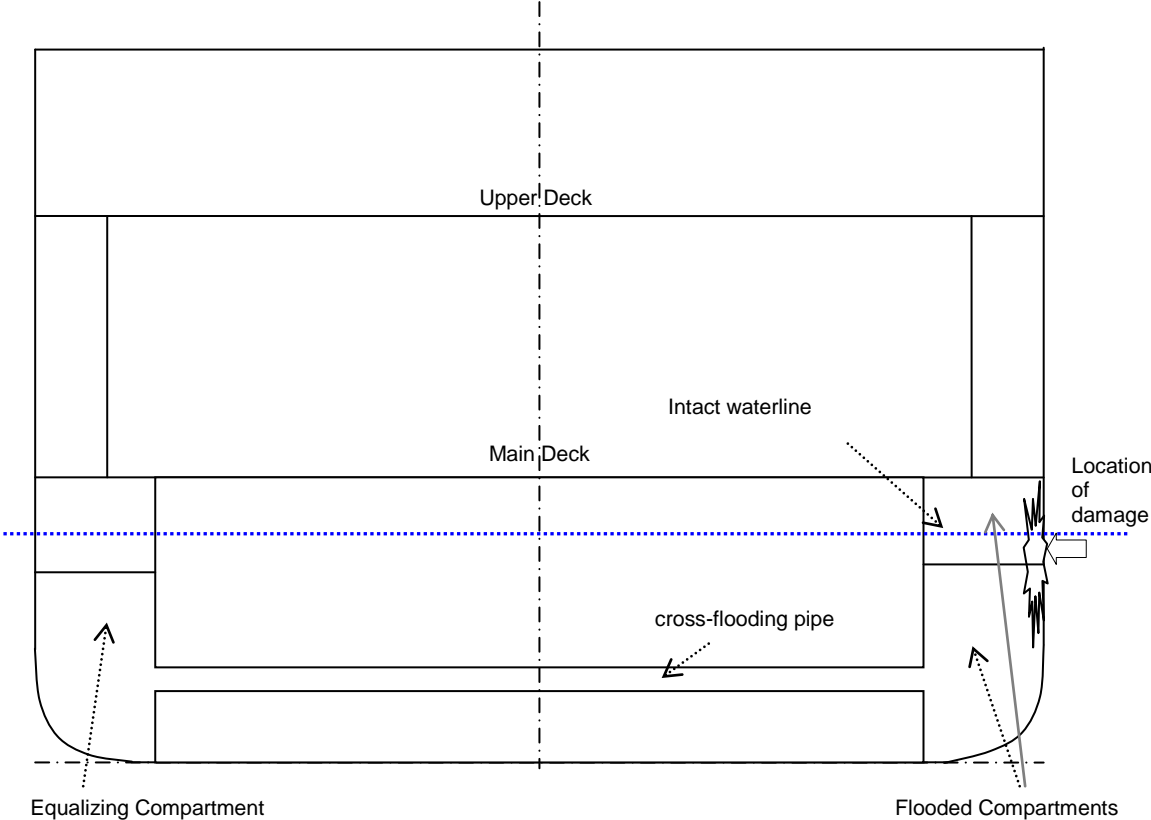 Upper Deck
Intact waterline
Main Deck
Location
of
damage
cross-flooding pipe
Equalizing Compartment
Flooded Compartments